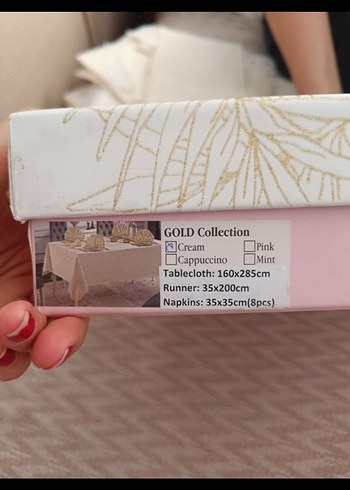 GOLD Collection
Cream Pink
Cappuccino Mint
Tablecloth: 160x285cm
Runner: 35x200cm
Napkins: 35x35cm(8pcs)